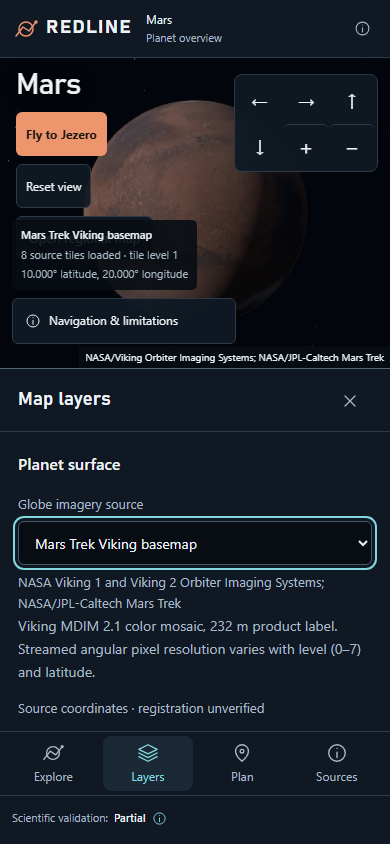 REDLINE
Mars
Planet overview
Mars
Fly to Jezero
Reset view
Mars Trek Viking basemap
8 source tiles loaded · tile level 1
10.000° latitude, 20.000° longitude
Navigation & limitations
NASA/Viking Orbiter Imaging Systems; NASA/JPL-Caltech Mars Trek
Map layers
Planet surface
Globe imagery source
Mars Trek Viking basemap
NASA Viking 1 and Viking 2 Orbiter Imaging Systems;
NASA/JPL-Caltech Mars Trek
Viking MDIM 2.1 color mosaic, 232 m product label.
Streamed angular pixel resolution varies with level (0–7)
and latitude.
Source coordinates · registration unverified
Explore
Layers
Plan
Sources
Scientific validation: Partial